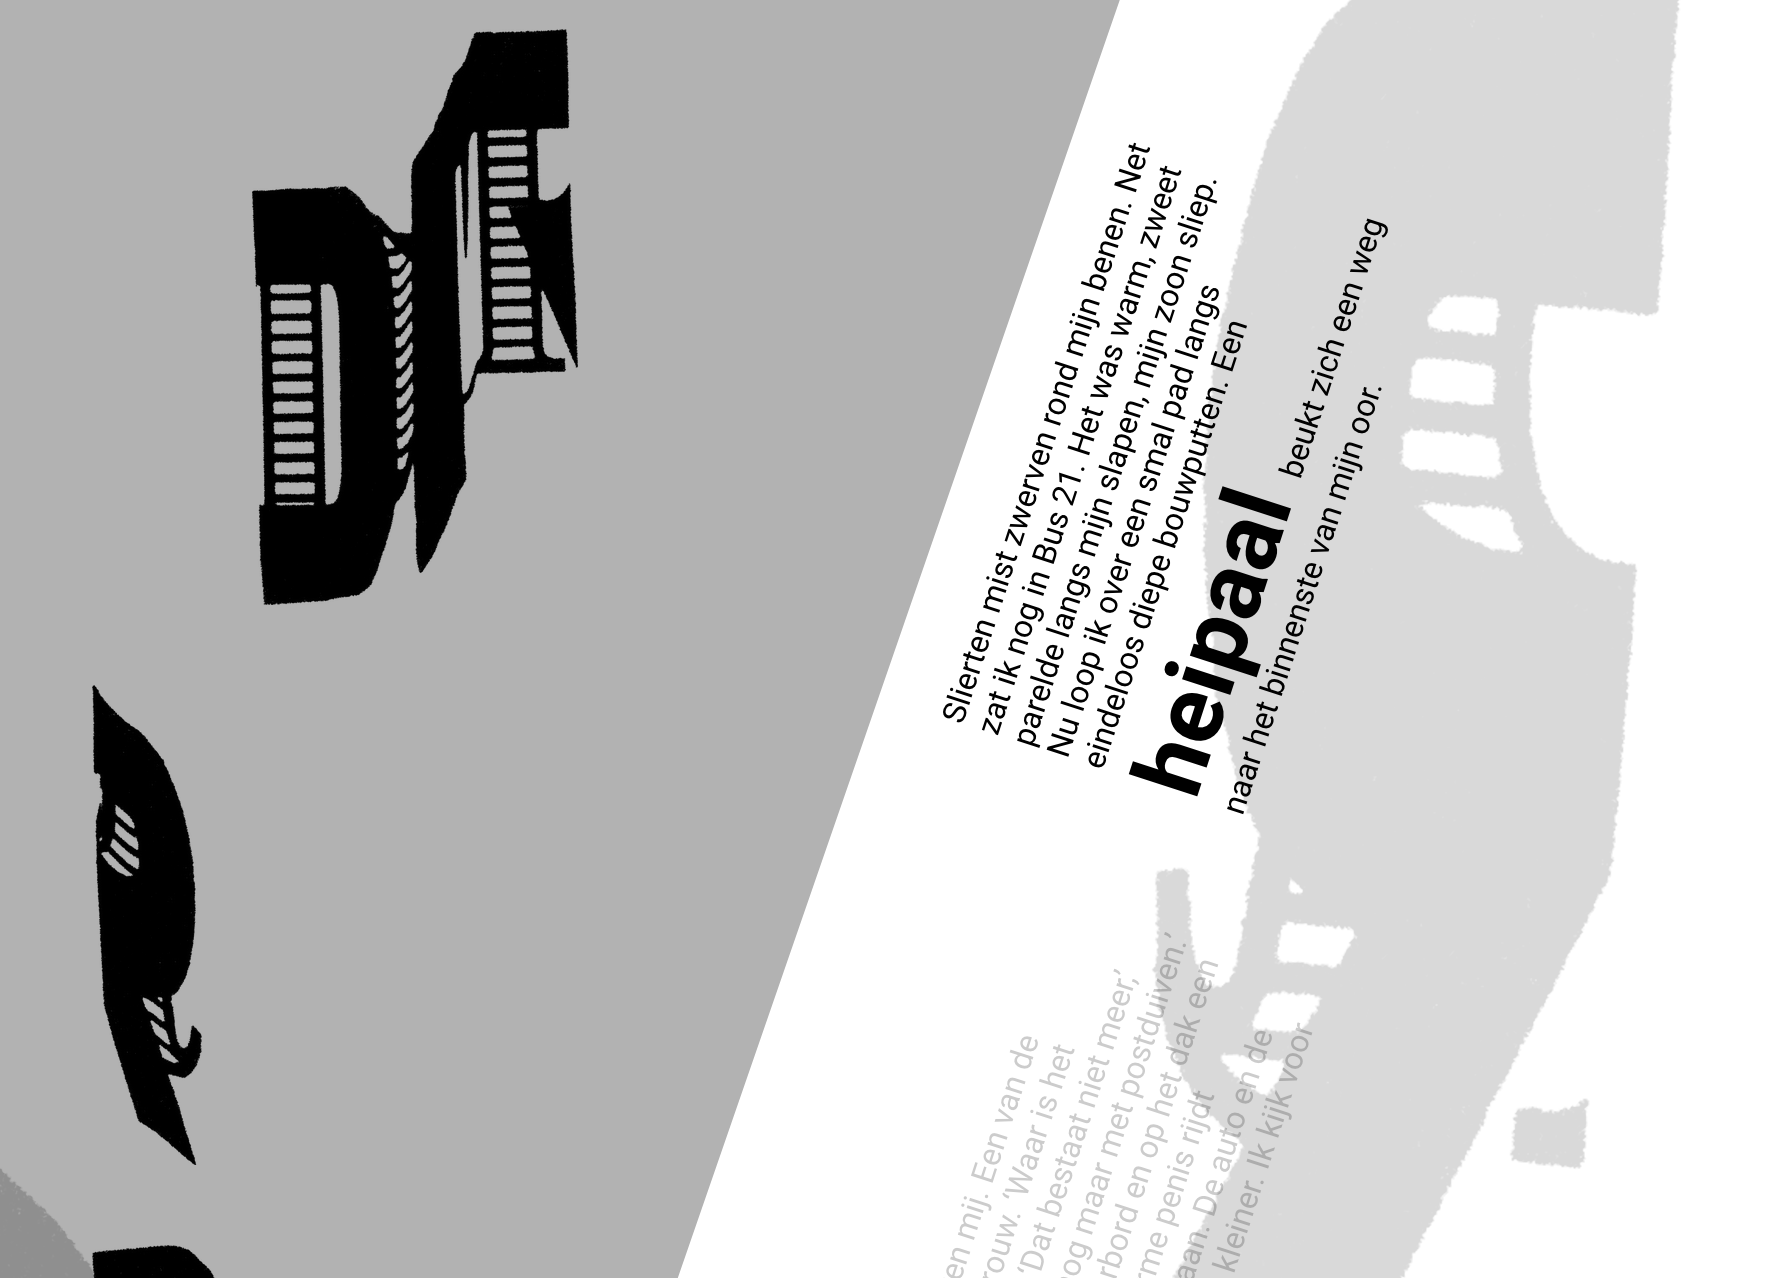 Slierten mist zwerven rond mijn benen. Net
zat ik nog in Bus 21. Het was warm, zweet
parelde langs mijn slapen, mijn zoon sliep.
Nu loop ik over een smal pad langs
eindeloos diepe bouwputten. Een
heipaal beukt zich een weg
naar het binnenste van mijn oor.
en mij. Een van de
rouw. ‘Waar is het
‘Dat bestaat niet meer,’
oog maar met postduiven.’
rbord en op het dak een
rme penis rijdt
aan. De auto en de
kleiner. Ik kijk voor